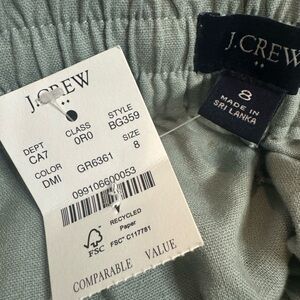 J.CREW
DEPT CLASS STYLE
CA7 0R0 BG359
COLOR SIZE
DMI GR6361 8
099106600053
RECYCLED
Paper
FSC
FSC® C117781
COMPARABLE VALUE
J.CREW
8
MADE IN
SRI LANKA